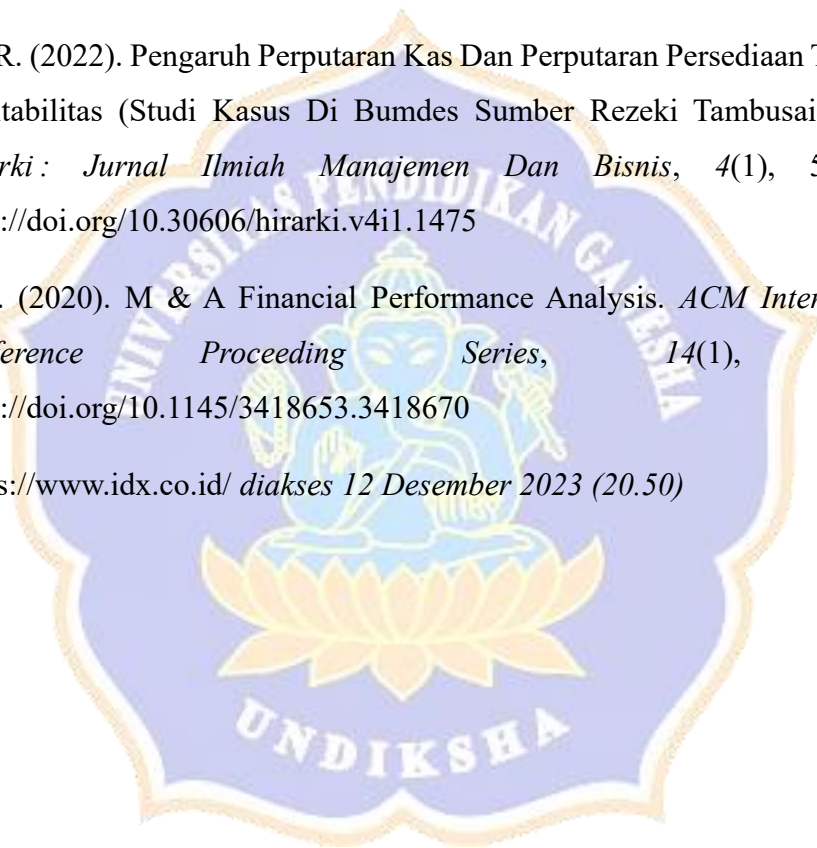 R. (2022). Pengaruh Perputaran Kas Dan Perputaran Persediaan
tabilitas (Studi Kasus Di Bumdes Sumber Rezeki Tambusai
rki : Jurnal Ilmiah Manajemen Dan Bisnis, 4(1), 5
://doi.org/10.30606/hirarki.v4i1.1475
. (2020). M & A Financial Performance Analysis. ACM Inter
erence Proceeding Series, 14(1),
://doi.org/10.1145/3418653.3418670
s://www.idx.co.id/ diakses 12 Desember 2023 (20.50)
UNIVERSITAS PENDIDIKAN GANESHA
UNDIKSHA